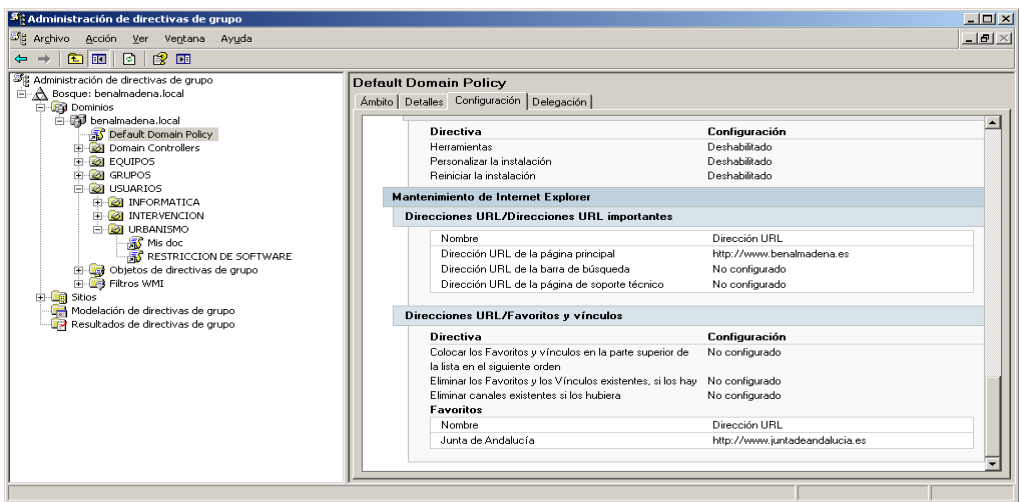 Administración de directivas de grupo
Archivo Acción Ver Ventana Ayuda
Administración de directivas de grupo
Bosque: benalmadena.local
Dominios
benalmadena.local
Default Domain Policy
Domain Controllers
EQUIPOS
GRUPOS
USUARIOS
INFORMATICA
INTERVENCION
URBANISMO
Mis doc
RESTRICCION DE SOFTWARE
Objetos de directivas de grupo
Filtros WMI
Sitios
Modelación de directivas de grupo
Resultados de directivas de grupo
Default Domain Policy
Ámbito Detalles Configuración Delegación
Directiva Configuración
Herramientas Deshabilitado
Personalizar la instalación Deshabilitado
Reiniciar la instalación Deshabilitado
Mantenimiento de Internet Explorer
Direcciones URL/Direcciones URL importantes
Nombre Dirección URL
Dirección URL de la página principal http://www.benalmadena.es
Dirección URL de la barra de búsqueda No configurado
Dirección URL de la página de soporte técnico No configurado
Direcciones URL/Favoritos y vínculos
Directiva Configuración
Colocar los Favoritos y vínculos en la parte superior de No configurado
la lista en el siguiente orden
Eliminar los Favoritos y los Vínculos existentes, si los hay No configurado
Eliminar canales existentes si los hubiera No configurado
Favoritos
Nombre Dirección URL
Junta de Andalucía http://www.juntadeandalucia.es